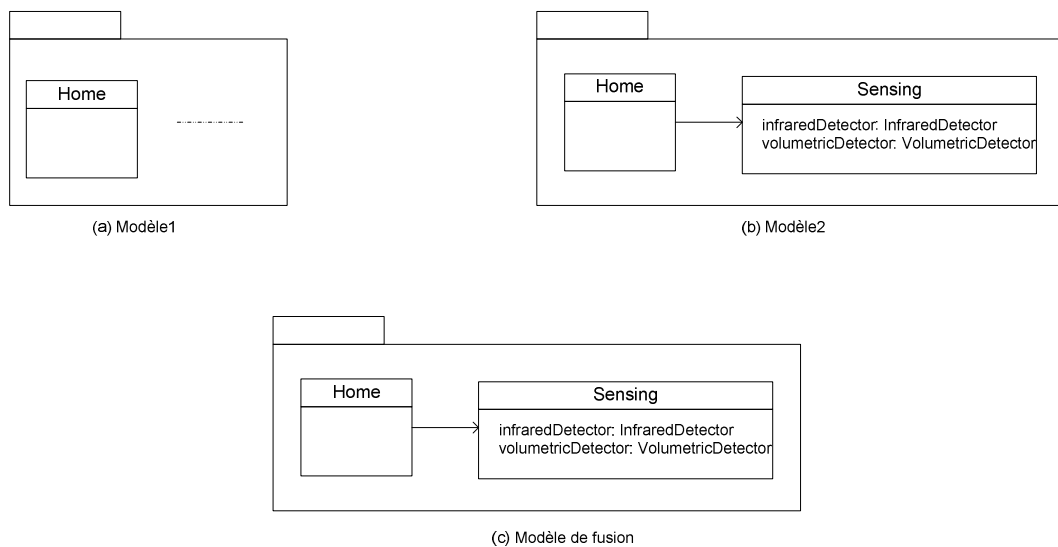 Home
(a) Modèle1
Home
Sensing
infraredDetector: InfraredDetector
volumetricDetector: VolumetricDetector
(b) Modèle2
Home
Sensing
infraredDetector: InfraredDetector
volumetricDetector: VolumetricDetector
(c) Modèle de fusion